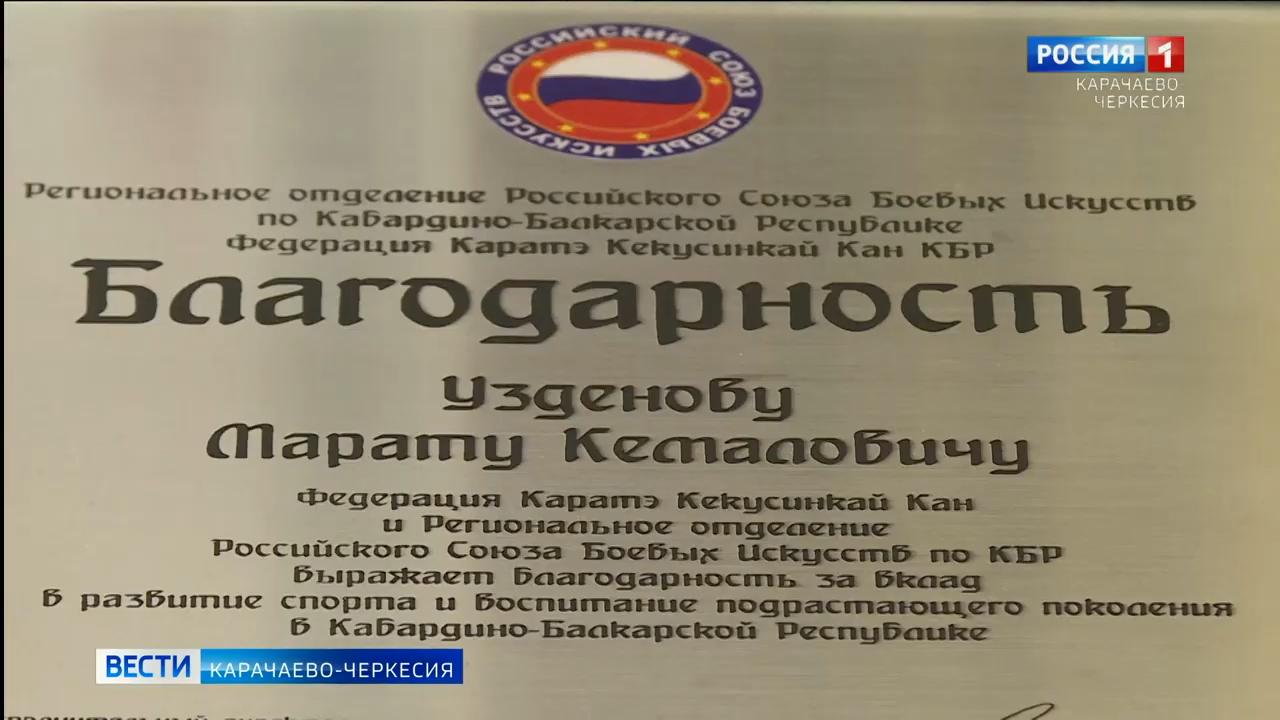 РОССИЙСКИЙ СОЮЗ БОЕВЫХ ИСКУССТВ
РОССИЯ 1
КАРАЧАЕВО-
ЧЕРКЕСИЯ
Региональное отделение Российского Союза Боевых Искусств
по Кабардино-Балкарской Республике
Федерация Каратэ Кекусинкай Кан КБР
Благодарность
Узденову
Марату Кемаловичу
Федерация Каратэ Кекусинкай Кан
и Региональное отделение
Российского Союза Боевых Искусств по КБР
выражает благодарность за вклад
в развитие спорта и воспитание подрастающего поколения
в Кабардино-Балкарской Республике
ВЕСТИ КАРАЧАЕВО-ЧЕРКЕСИЯ